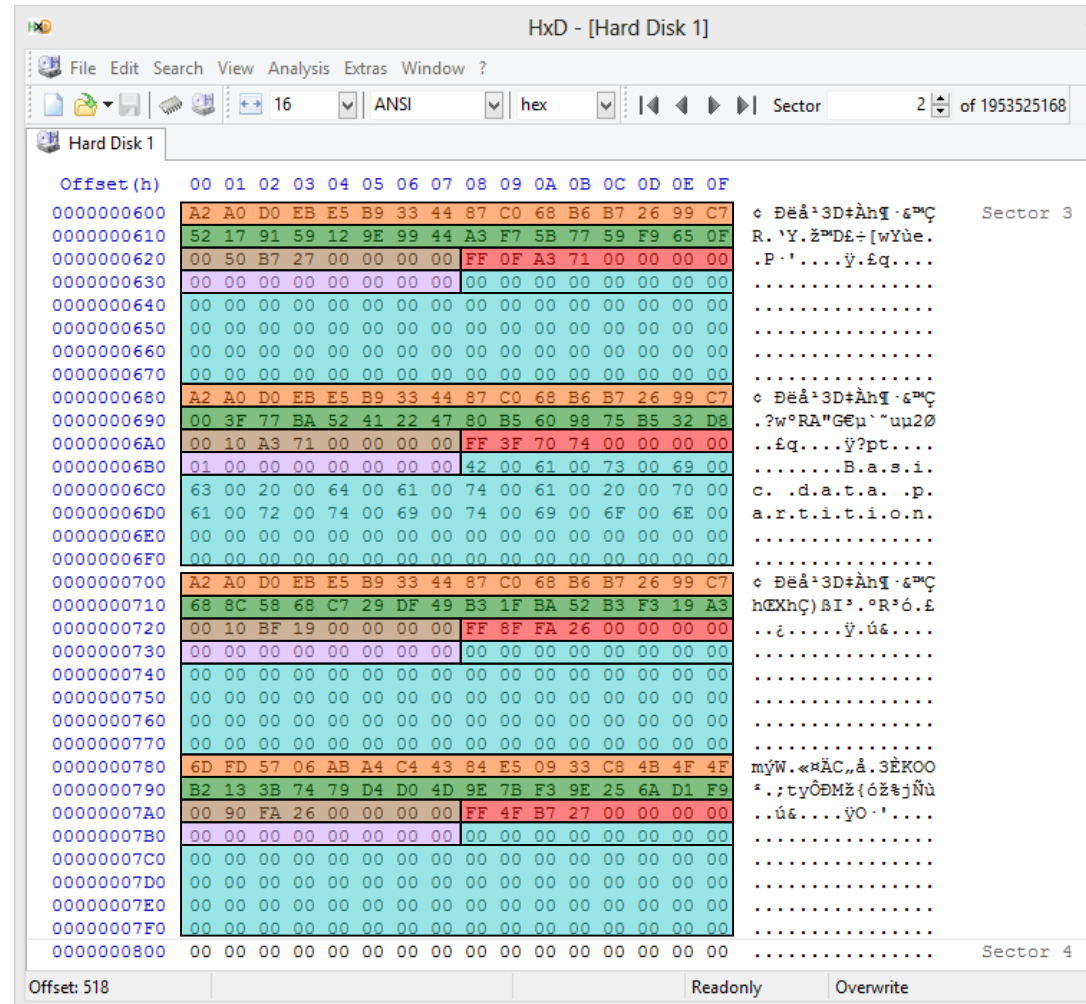 HxD - [Hard Disk 1]
File Edit Search View Analysis Extras Window ?
16 ANSI hex Sector 2 of 1953525168
Hard Disk 1
Offset(h) 00 01 02 03 04 05 06 07 08 09 0A 0B 0C 0D 0E 0F
0000000600 A2 A0 D0 EB E5 B9 33 44 87 C0 68 B6 B7 26 99 C7 ¢ Ðëå¹3D‡Àh¶·&™Ç Sector 3
0000000610 52 17 91 59 12 9E 99 44 A3 F7 5B 77 59 F9 65 0F R.‘Y.ž™D£÷[wYùe.
0000000620 00 50 B7 27 00 00 00 00 FF 0F A3 71 00 00 00 00 .P·'....ÿ.£q....
0000000630 00 00 00 00 00 00 00 00 00 00 00 00 00 00 00 00 ................
0000000640 00 00 00 00 00 00 00 00 00 00 00 00 00 00 00 00 ................
0000000650 00 00 00 00 00 00 00 00 00 00 00 00 00 00 00 00 ................
0000000660 00 00 00 00 00 00 00 00 00 00 00 00 00 00 00 00 ................
0000000670 00 00 00 00 00 00 00 00 00 00 00 00 00 00 00 00 ................
0000000680 A2 A0 D0 EB E5 B9 33 44 87 C0 68 B6 B7 26 99 C7 ¢ Ðëå¹3D‡Àh¶·&™Ç
0000000690 00 3F 77 BA 52 41 22 47 80 B5 60 98 75 B5 32 D8 .?wºRA"G€µ`˜uµ2Ø
00000006A0 00 10 A3 71 00 00 00 00 FF 3F 70 74 00 00 00 00 ..£q....ÿ?pt....
00000006B0 01 00 00 00 00 00 00 00 42 00 61 00 73 00 69 00 ........B.a.s.i.
00000006C0 63 00 20 00 64 00 61 00 74 00 61 00 20 00 70 00 c. .d.a.t.a. .p.
00000006D0 61 00 72 00 74 00 69 00 74 00 69 00 6F 00 6E 00 a.r.t.i.t.i.o.n.
00000006E0 00 00 00 00 00 00 00 00 00 00 00 00 00 00 00 00 ................
00000006F0 00 00 00 00 00 00 00 00 00 00 00 00 00 00 00 00 ................
0000000700 A2 A0 D0 EB E5 B9 33 44 87 C0 68 B6 B7 26 99 C7 ¢ Ðëå¹3D‡Àh¶·&™Ç
0000000710 68 8C 58 68 C7 29 DF 49 B3 1F BA 52 B3 F3 19 A3 hŒXhÇ)ßI³.ºR³ó.£
0000000720 00 10 BF 19 00 00 00 00 FF 8F FA 26 00 00 00 00 ..¿.....ÿ.ú&....
0000000730 00 00 00 00 00 00 00 00 00 00 00 00 00 00 00 00 ................
0000000740 00 00 00 00 00 00 00 00 00 00 00 00 00 00 00 00 ................
0000000750 00 00 00 00 00 00 00 00 00 00 00 00 00 00 00 00 ................
0000000760 00 00 00 00 00 00 00 00 00 00 00 00 00 00 00 00 ................
0000000770 00 00 00 00 00 00 00 00 00 00 00 00 00 00 00 00 ................
0000000780 6D FD 57 06 AB A4 C4 43 84 E5 09 33 C8 4B 4F 4F mýW.«¤ÄC„å.3ÈKOO
0000000790 B2 13 3B 74 79 D4 D0 4D 9E 7B F3 9E 25 6A D1 F9 ².;tyÔÐMž{óž%jÑù
00000007A0 00 90 FA 26 00 00 00 00 FF 4F B7 27 00 00 00 00 ..ú&....ÿO·'....
00000007B0 00 00 00 00 00 00 00 00 00 00 00 00 00 00 00 00 ................
00000007C0 00 00 00 00 00 00 00 00 00 00 00 00 00 00 00 00 ................
00000007D0 00 00 00 00 00 00 00 00 00 00 00 00 00 00 00 00 ................
00000007E0 00 00 00 00 00 00 00 00 00 00 00 00 00 00 00 00 ................
00000007F0 00 00 00 00 00 00 00 00 00 00 00 00 00 00 00 00 ................
0000000800 00 00 00 00 00 00 00 00 00 00 00 00 00 00 00 00 ................ Sector 4
Offset: 518 Readonly Overwrite